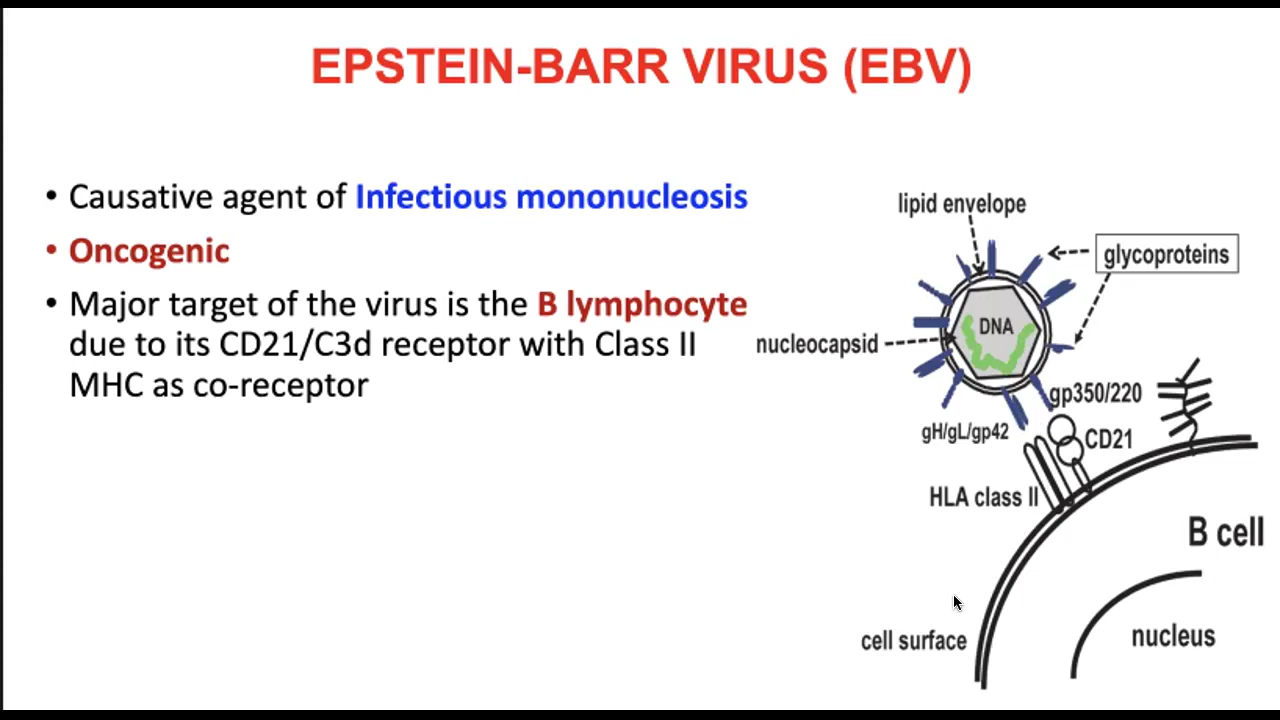 EPSTEIN-BARR VIRUS (EBV)
• Causative agent of Infectious mononucleosis
• Oncogenic
• Major target of the virus is the B lymphocyte
due to its CD21/C3d receptor with Class II
MHC as co-receptor
lipid envelope
glycoproteins
DNA
nucleocapsid
gp350/220
gH/gL/gp42
CD21
HLA class II
B cell
cell surface
nucleus